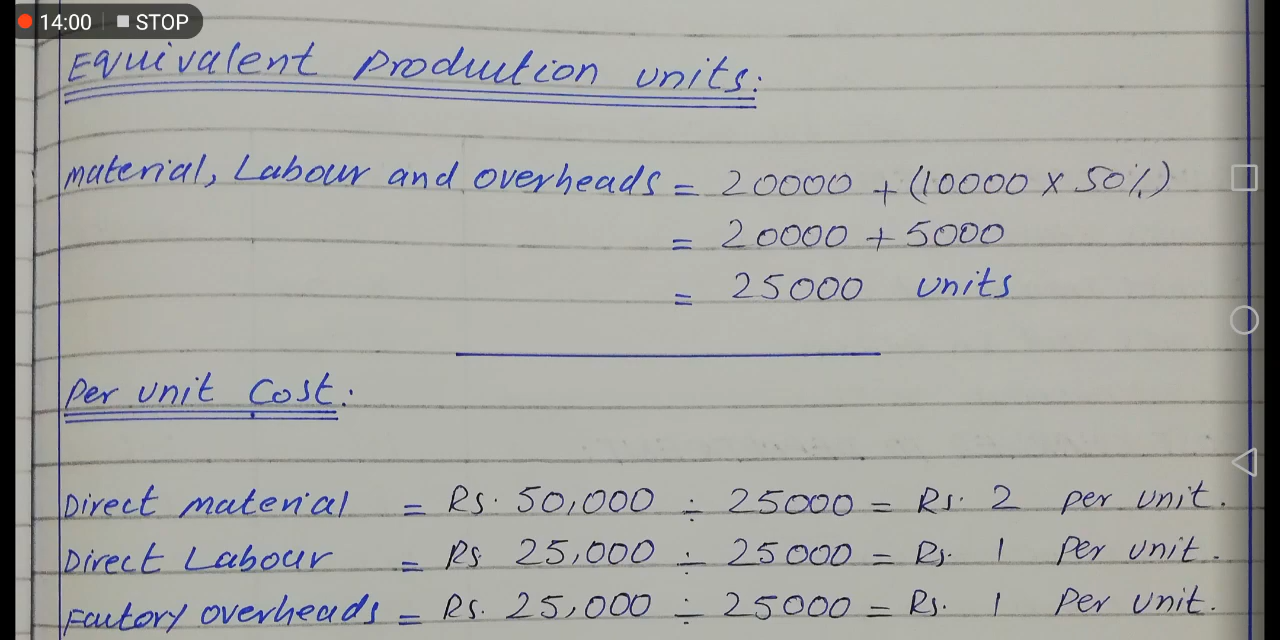 14:00 STOP
Equivalent Production units:
material, Labour and overheads = 20000 + (10000 x 50%)
= 20000 + 5000
= 25000 units
Per unit Cost:
Direct material = Rs. 50,000 ÷ 25000 = Rs. 2 per unit.
Direct Labour = Rs 25,000 ÷ 25000 = Rs. 1 Per unit.
Factory overheads = Rs. 25,000 ÷ 25000 = Rs. 1 Per unit.